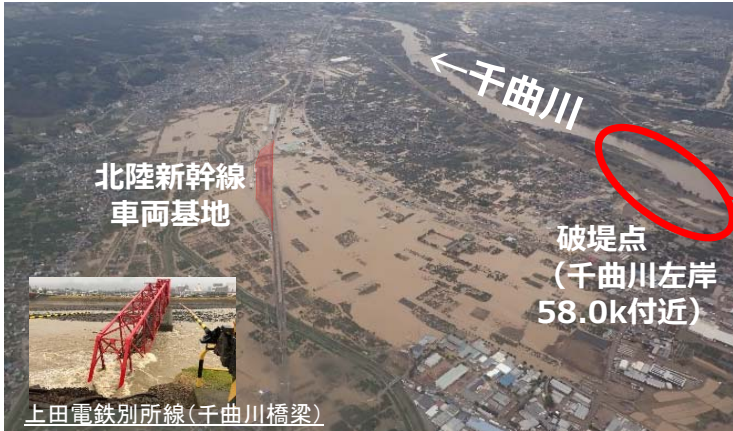 ←千曲川
北陸新幹線
車両基地
破堤点
（千曲川左岸
58.0k付近）
上田電鉄別所線（千曲川橋梁）